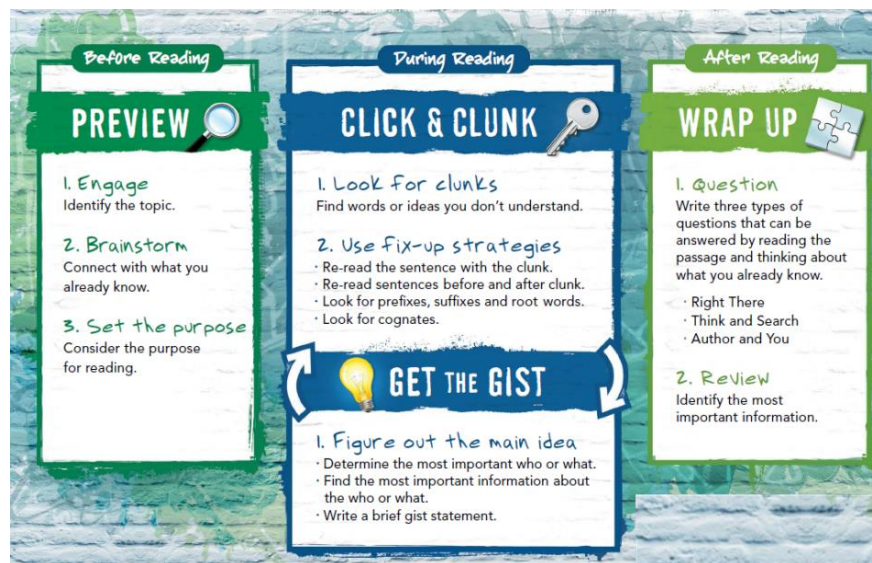 Before Reading
PREVIEW
1. Engage
Identify the topic.
2. Brainstorm
Connect with what you
already know.
3. Set the purpose
Consider the purpose
for reading.
During Reading
CLICK & CLUNK
1. Look for clunks
Find words or ideas you don't understand.
2. Use fix-up strategies
· Re-read the sentence with the clunk.
· Re-read sentences before and after clunk.
· Look for prefixes, suffixes and root words.
· Look for cognates.
GET THE GIST
1. Figure out the main idea
· Determine the most important who or what.
· Find the most important information about
the who or what.
· Write a brief gist statement.
After Reading
WRAP UP
1. Question
Write three types of
questions that can be
answered by reading the
passage and thinking about
what you already know.
· Right There
· Think and Search
· Author and You
2. Review
Identify the most
important information.